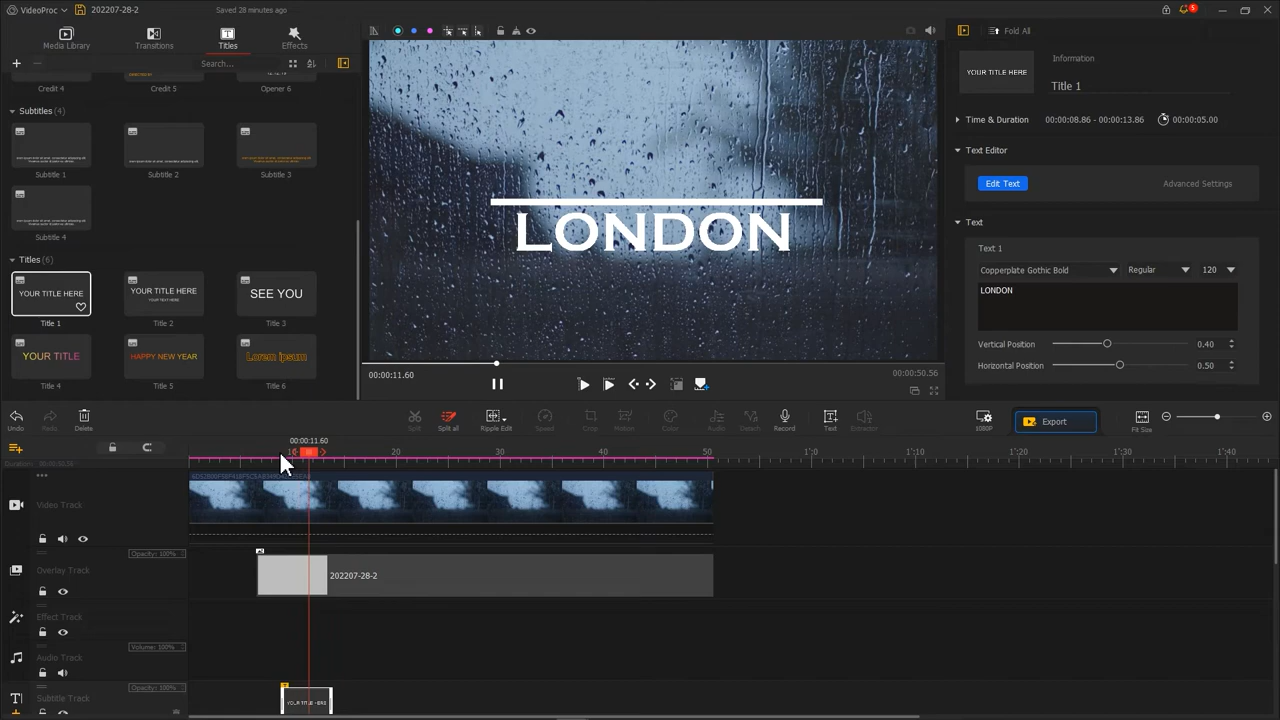 VideoProc
202207-28-2
Saved 28 minutes ago
Media Library
Transitions
Titles
Effects
Search...
Fold All
YOUR TITLE HERE
Information
Title 1
Credit 4
Credit 5
Opener 6
Subtitles (4)
Subtitle 1
Subtitle 2
Subtitle 3
Subtitle 4
Titles (6)
YOUR TITLE HERE
YOUR TITLE HERE
SEE YOU
Title 1
Title 2
Title 3
YOUR TITLE
HAPPY NEW YEAR
Lorem ipsum
Title 4
Title 5
Title 6
LONDON
Time & Duration
00:00:08.86 - 00:00:13.86
00:00:05.00
Text Editor
Edit Text
Advanced Settings
Text
Text 1
Copperplate Gothic Bold
Regular
120
LONDON
Vertical Position
0.40
Horizontal Position
0.50
00:00:11.60
00:00:50.56
Undo
Redo
Delete
Split
Split all
Ripple Edit
Speed
Crop
Motion
Color
Audio
Detach
Record
Text
Extractor
1080P
Export
Fit Size
00:00:11.60
10
20
30
40
50
1:00
1:10
1:20
1:30
1:40
Video Track
Opacity: 100%
Overlay Track
202207-28-2
Effect Track
Volume: 100%
Audio Track
Opacity: 100%
Subtitle Track